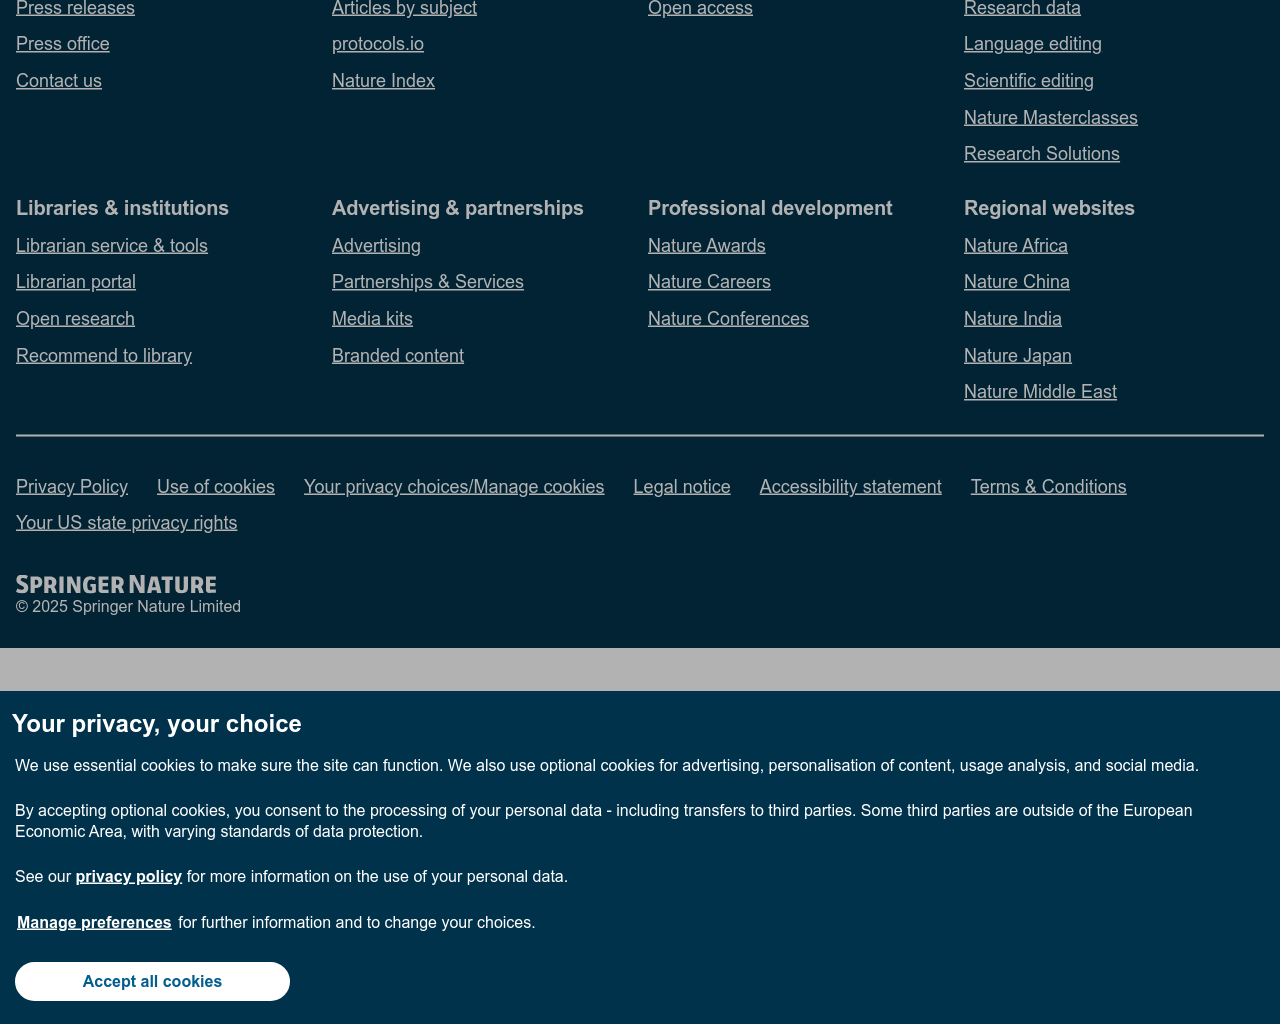 Press releases
Press office
Contact us
Articles by subject
protocols.io
Nature Index
Open access
Research data
Language editing
Scientific editing
Nature Masterclasses
Research Solutions
Libraries & institutions
Librarian service & tools
Librarian portal
Open research
Recommend to library
Advertising & partnerships
Advertising
Partnerships & Services
Media kits
Branded content
Professional development
Nature Awards
Nature Careers
Nature Conferences
Regional websites
Nature Africa
Nature China
Nature India
Nature Japan
Nature Middle East
Privacy Policy Use of cookies Your privacy choices/Manage cookies Legal notice Accessibility statement Terms & Conditions
Your US state privacy rights
SPRINGER NATURE
© 2025 Springer Nature Limited
Your privacy, your choice
We use essential cookies to make sure the site can function. We also use optional cookies for advertising, personalisation of content, usage analysis, and social media.
By accepting optional cookies, you consent to the processing of your personal data - including transfers to third parties. Some third parties are outside of the European
Economic Area, with varying standards of data protection.
See our privacy policy for more information on the use of your personal data.
Manage preferences for further information and to change your choices.
Accept all cookies